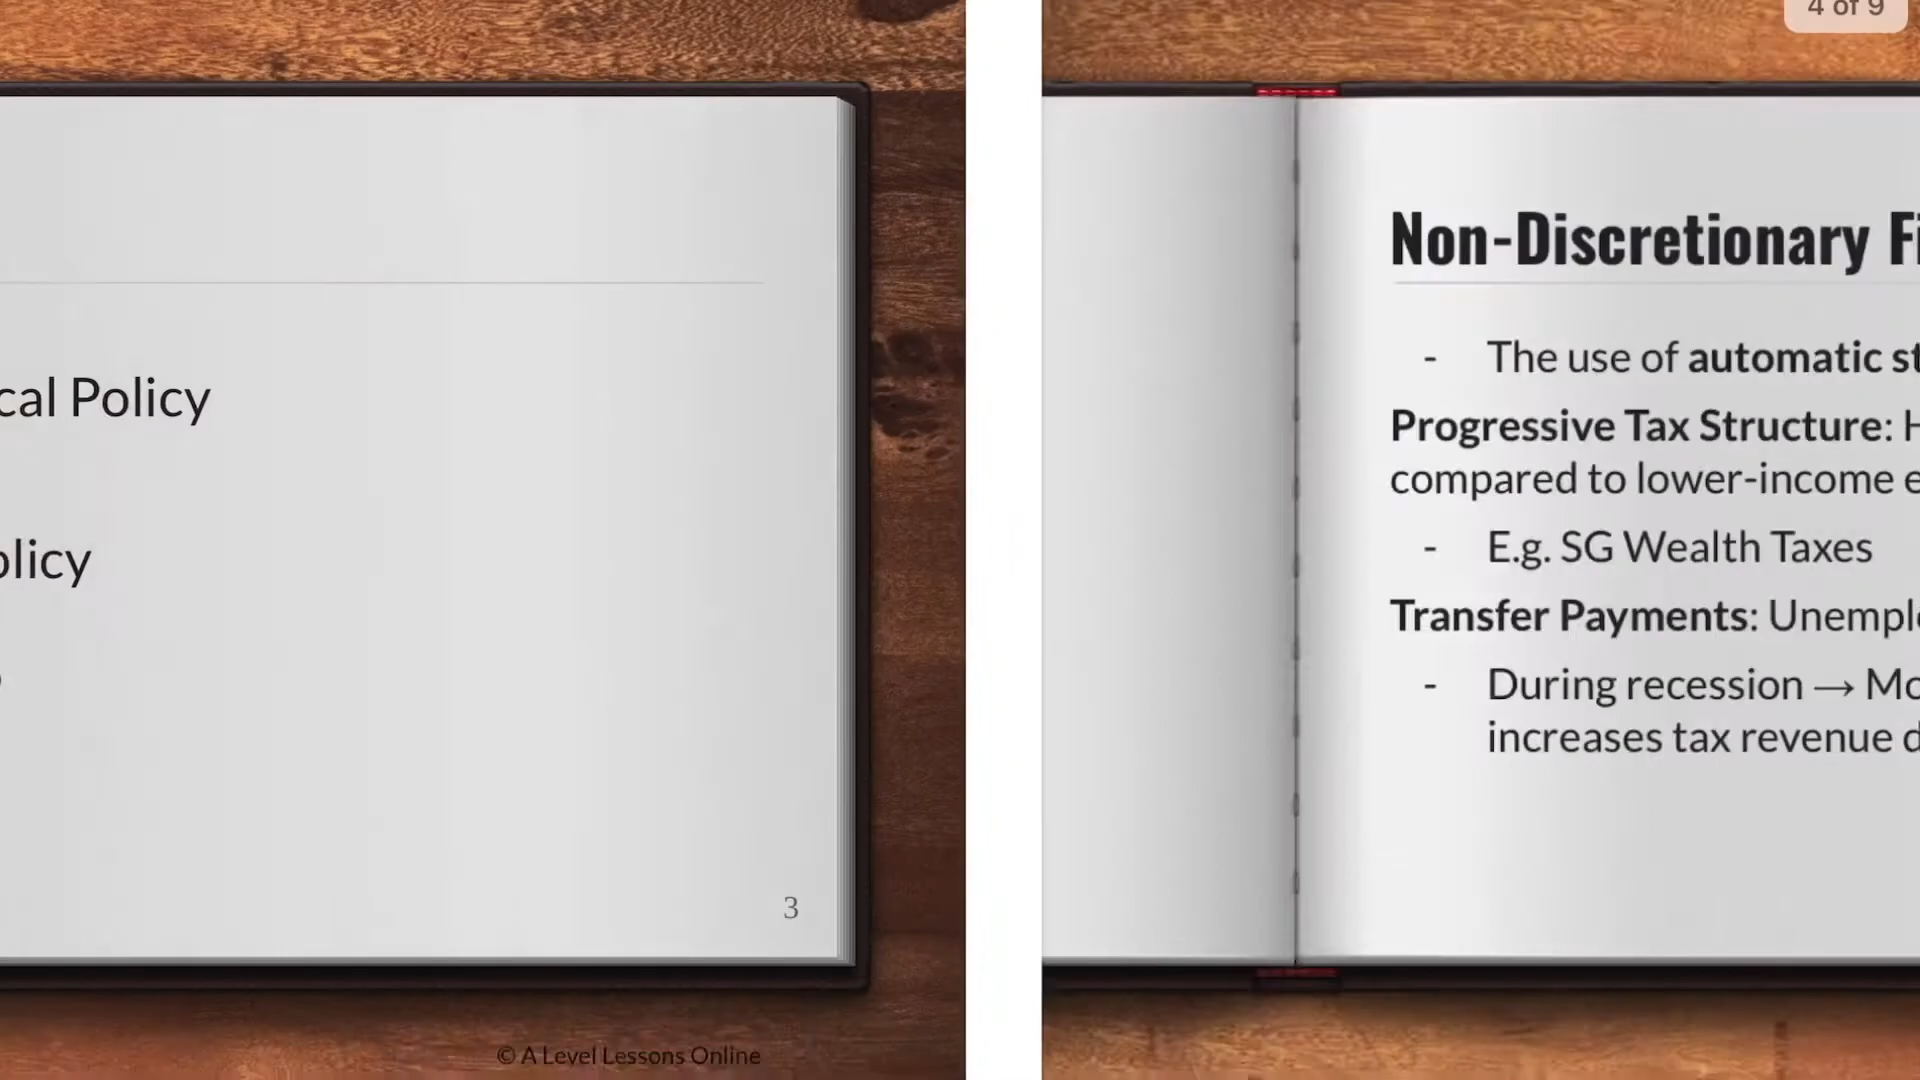 4 of 9
cal Policy
olicy
3
© A Level Lessons Online
Non-Discretionary Fi
- The use of automatic st
Progressive Tax Structure: H
compared to lower-income e
- E.g. SG Wealth Taxes
Transfer Payments: Unempl
- During recession → Mo
increases tax revenue d